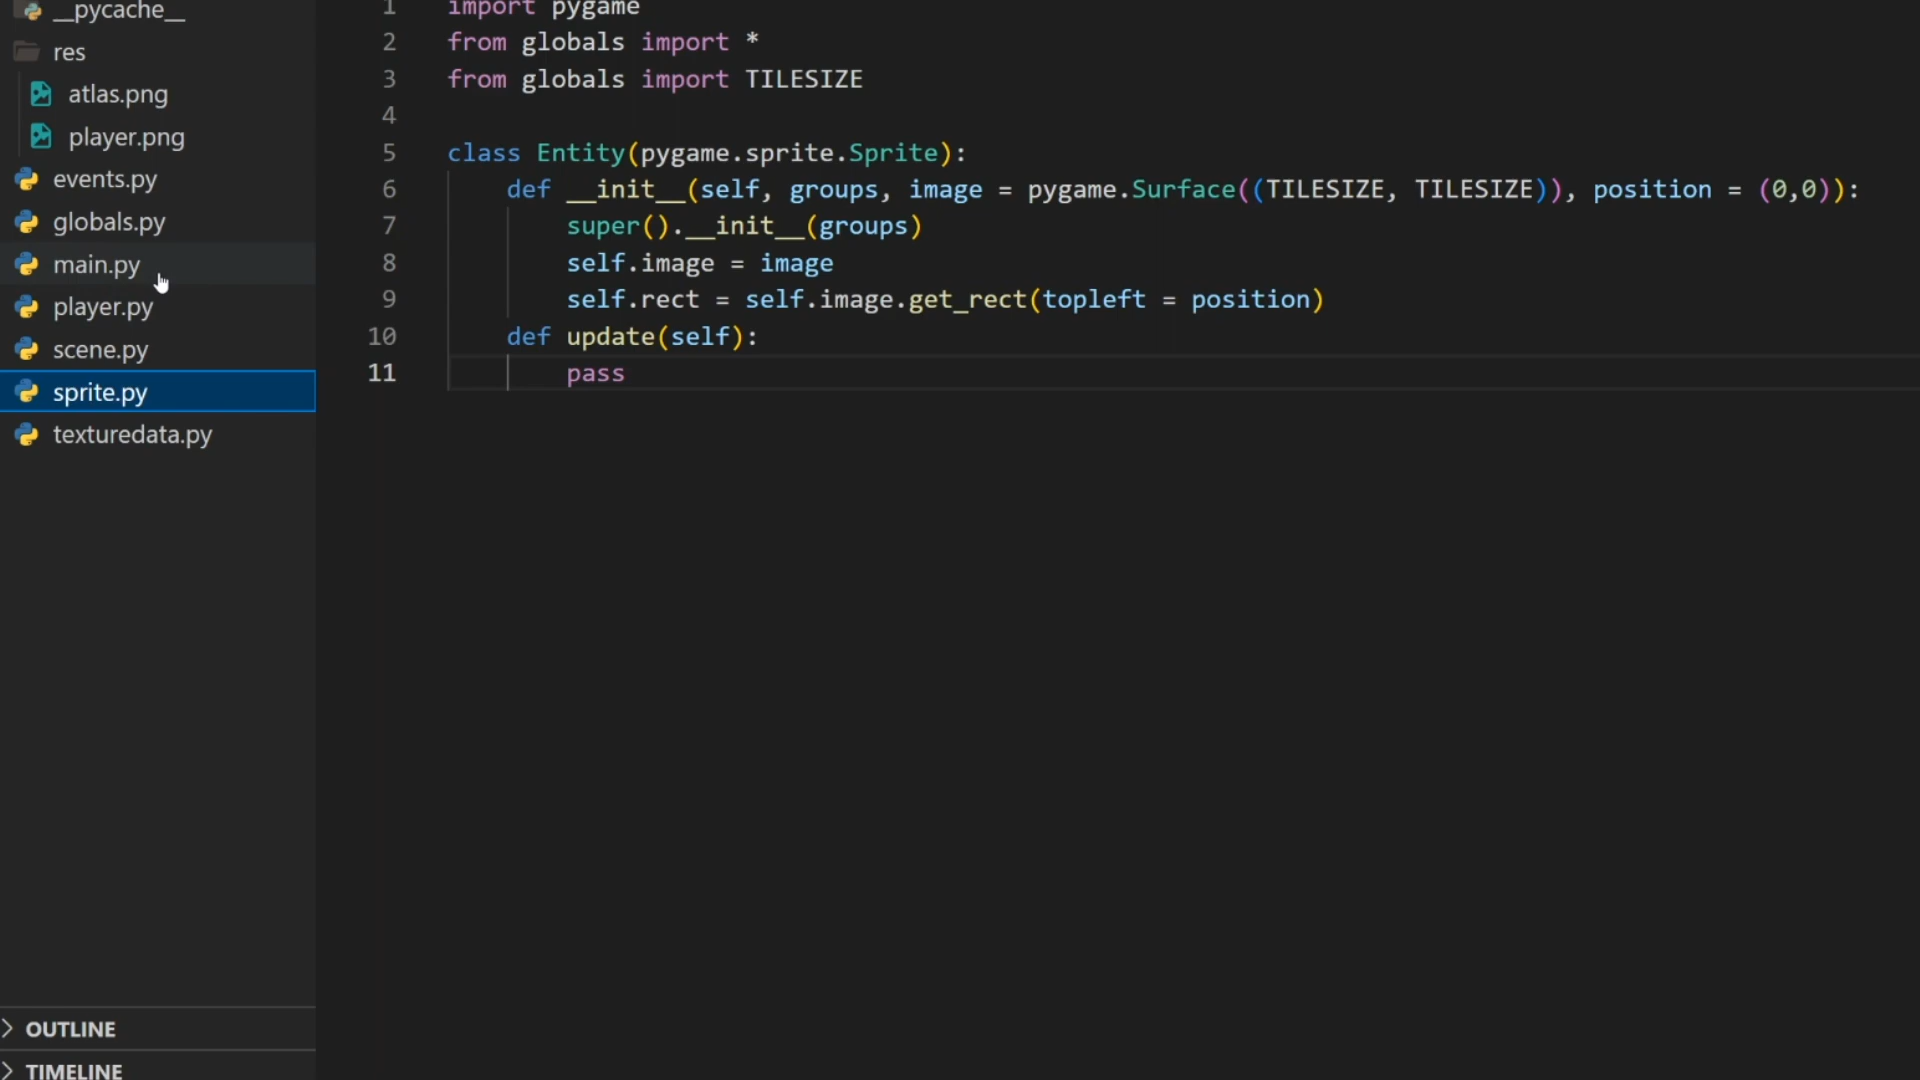 __pycache__
res
atlas.png
player.png
events.py
globals.py
main.py
player.py
scene.py
sprite.py
texturedata.py
OUTLINE
TIMELINE
1 import pygame
2 from globals import *
3 from globals import TILESIZE
4
5 class Entity(pygame.sprite.Sprite):
6 def __init__(self, groups, image = pygame.Surface((TILESIZE, TILESIZE)), position = (0,0)):
7 super().__init__(groups)
8 self.image = image
9 self.rect = self.image.get_rect(topleft = position)
10 def update(self):
11 pass